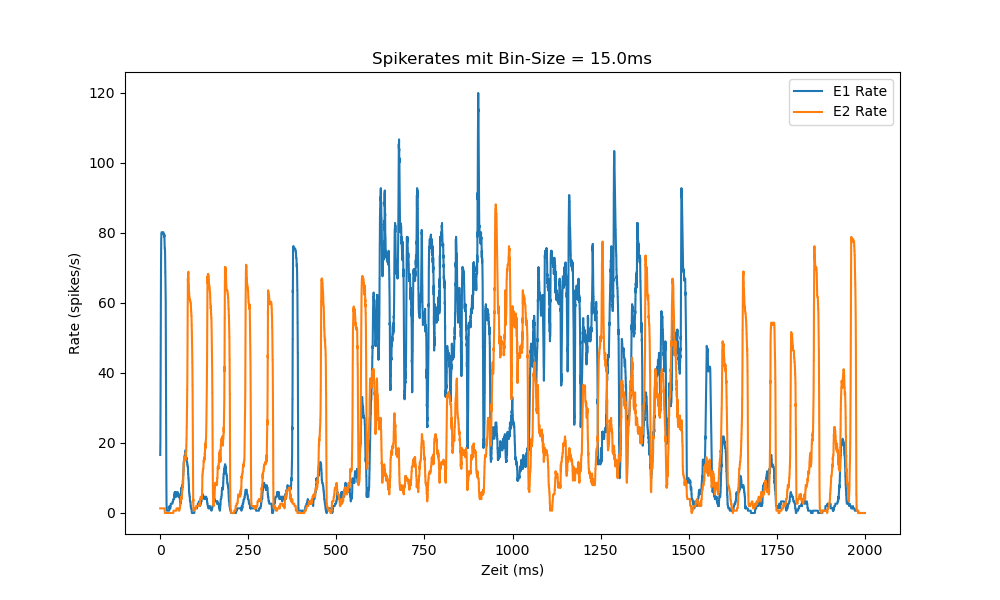 Spikerates mit Bin-Size = 15.0ms
E1 Rate
E2 Rate
120
100
80
60
40
20
0
Rate (spikes/s)
0 250 500 750 1000 1250 1500 1750 2000
Zeit (ms)